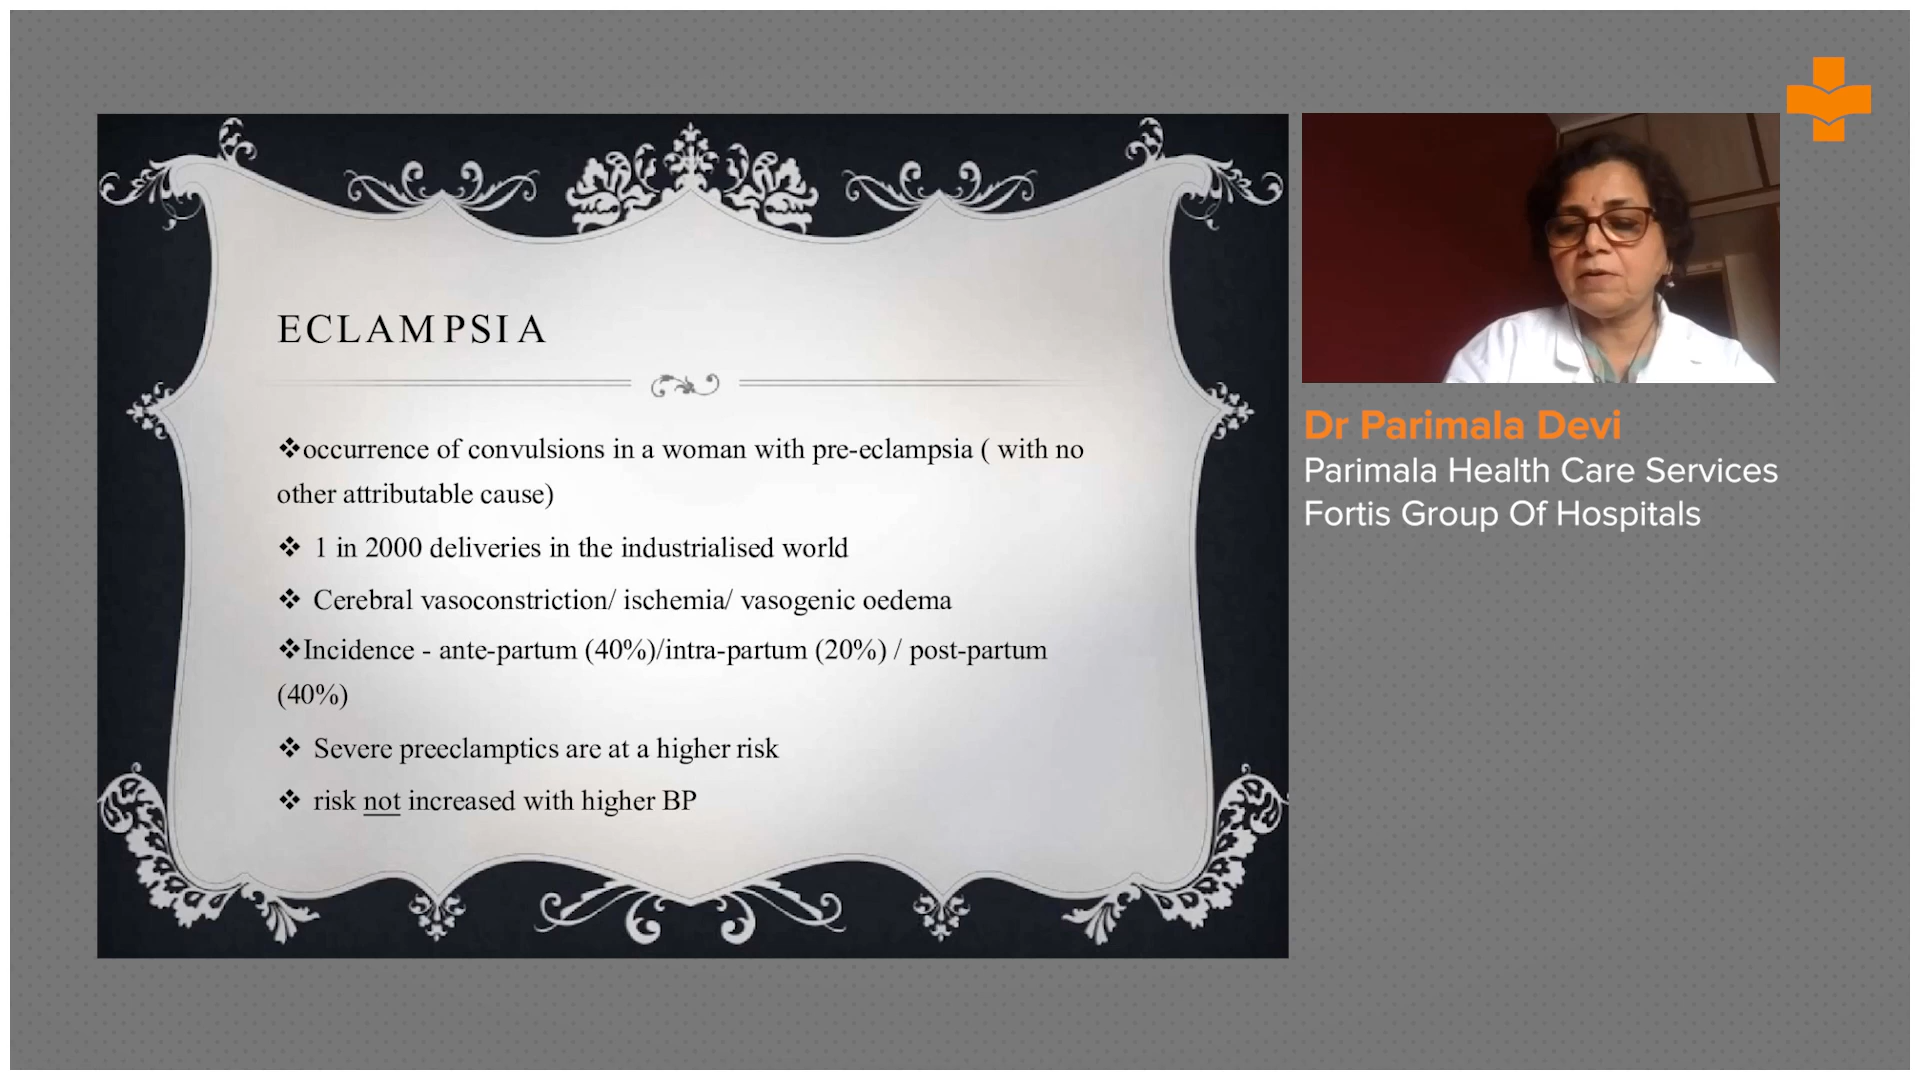 ECLAMPSIA
❖occurrence of convulsions in a woman with pre-eclampsia ( with no
other attributable cause)
❖ 1 in 2000 deliveries in the industrialised world
❖ Cerebral vasoconstriction/ ischemia/ vasogenic oedema
❖Incidence - ante-partum (40%)/intra-partum (20%) / post-partum
(40%)
❖ Severe preeclamptics are at a higher risk
❖ risk not increased with higher BP
Dr Parimala Devi
Parimala Health Care Services
Fortis Group Of Hospitals